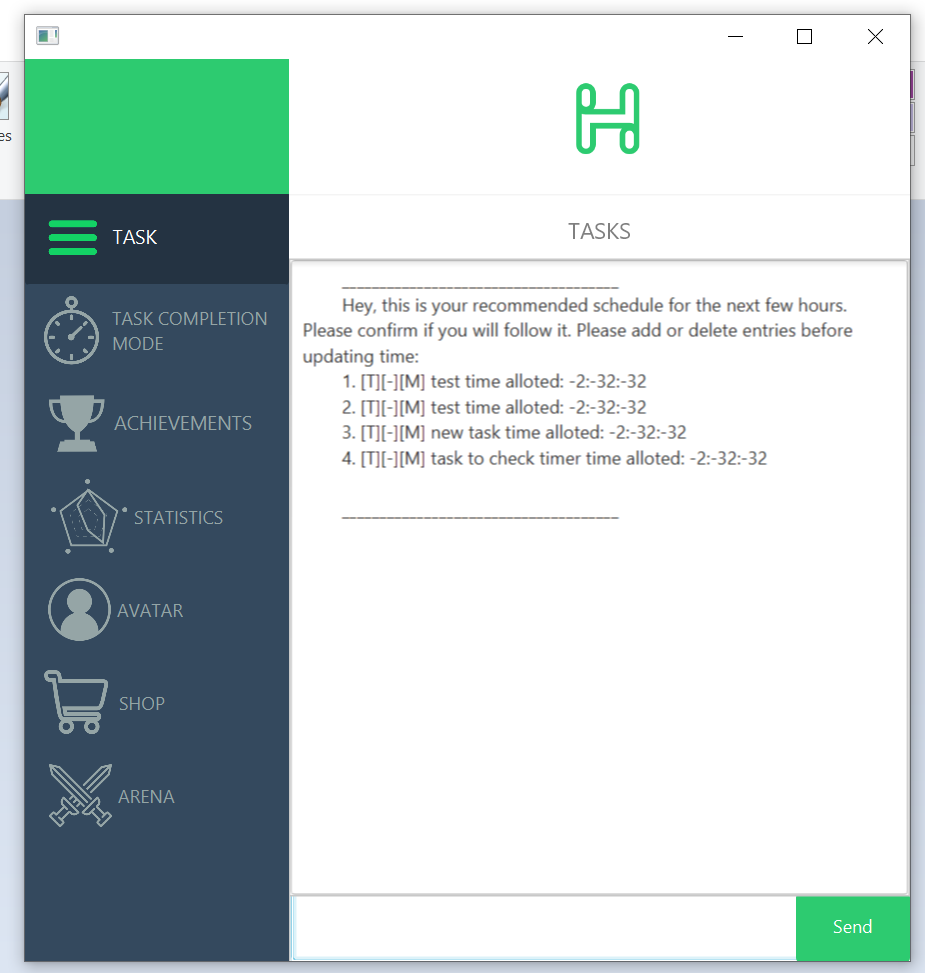 es
TASK
TASK COMPLETION
MODE
ACHIEVEMENTS
STATISTICS
AVATAR
SHOP
ARENA
TASKS
_____________________________________
Hey, this is your recommended schedule for the next few hours.
Please confirm if you will follow it. Please add or delete entries before
updating time:
1. [T][-][M] test time alloted: -2:-32:-32
2. [T][-][M] test time alloted: -2:-32:-32
3. [T][-][M] new task time alloted: -2:-32:-32
4. [T][-][M] task to check timer time alloted: -2:-32:-32
_____________________________________
Send